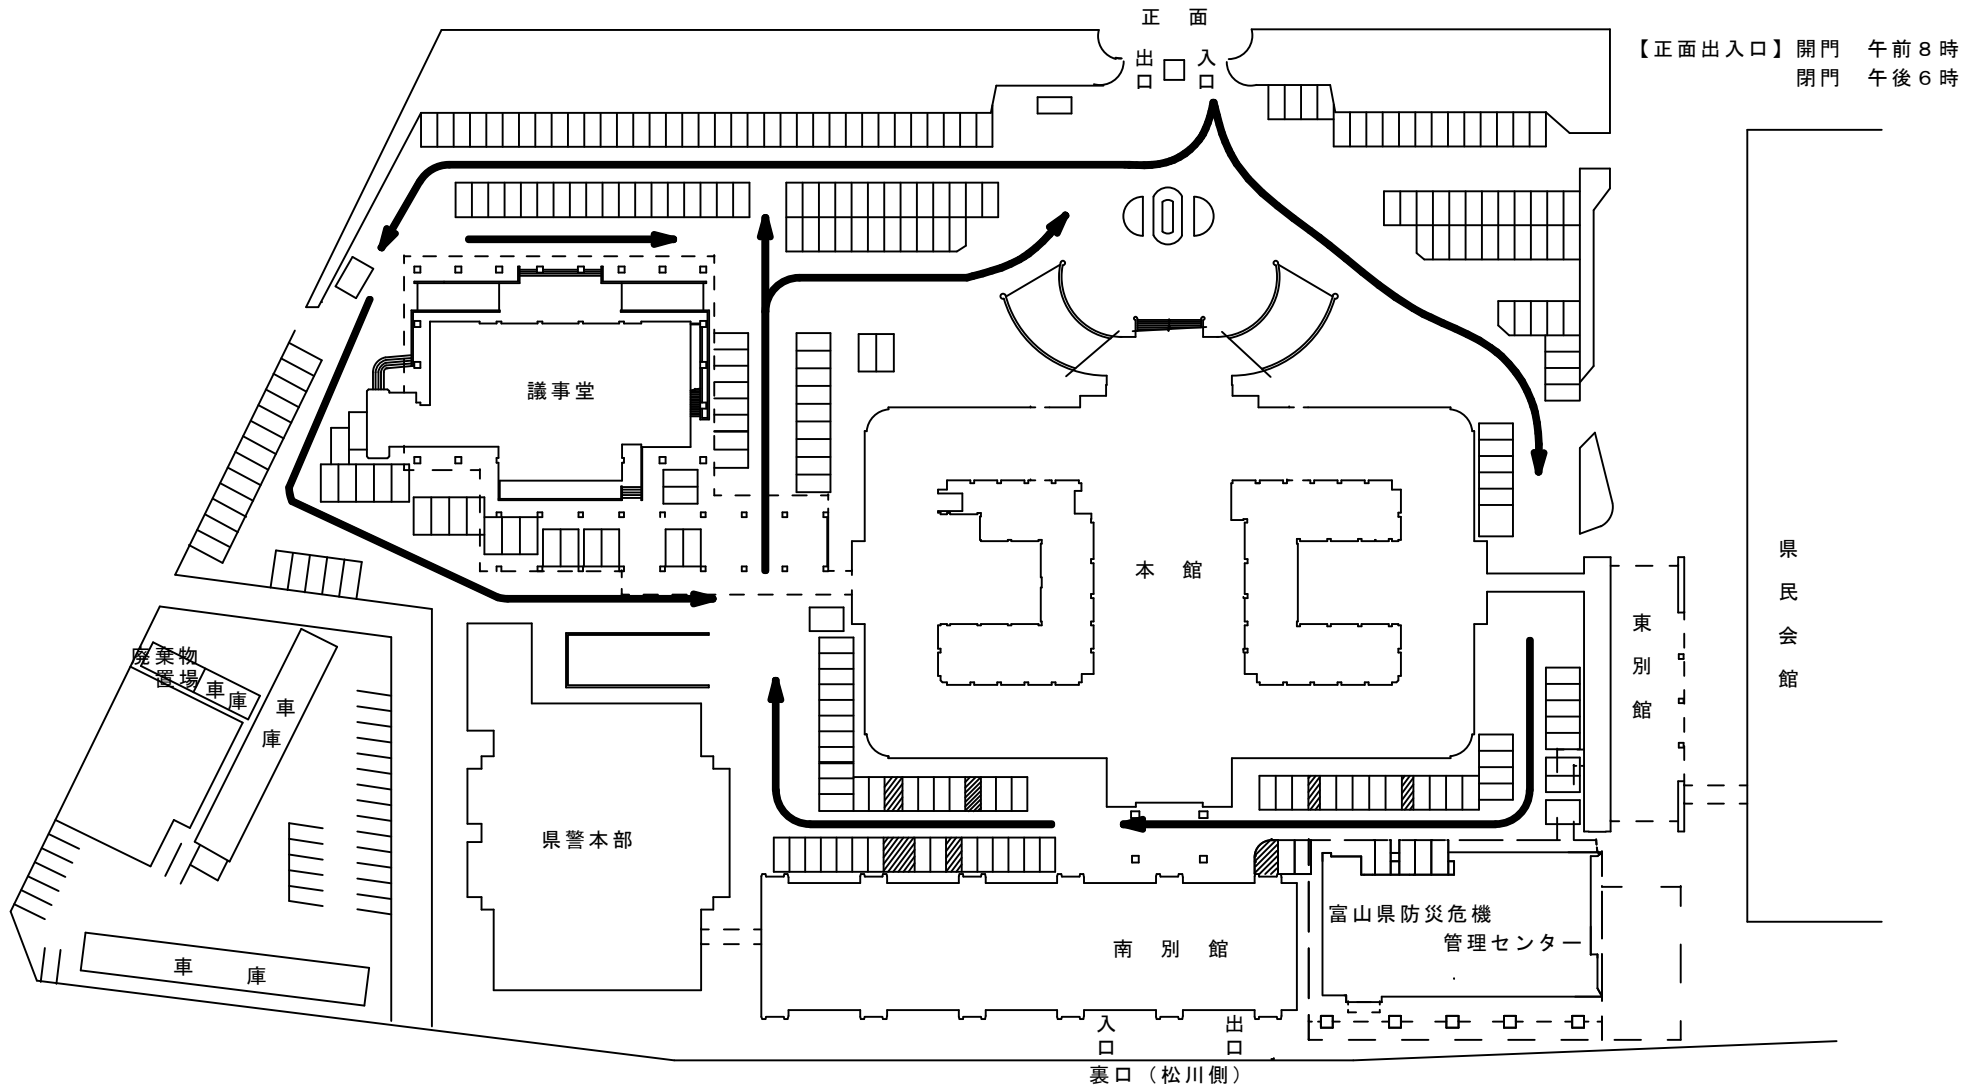 正　面
出口
入口
【正面出入口】開門　午前８時
閉門　午後６時
議事堂
本　館
県民会館
東別館
廃棄物
置場
車庫
車庫
県警本部
富山県防災危機
管理センター
南　別　館
車　庫
入口
出口
裏口（松川側）